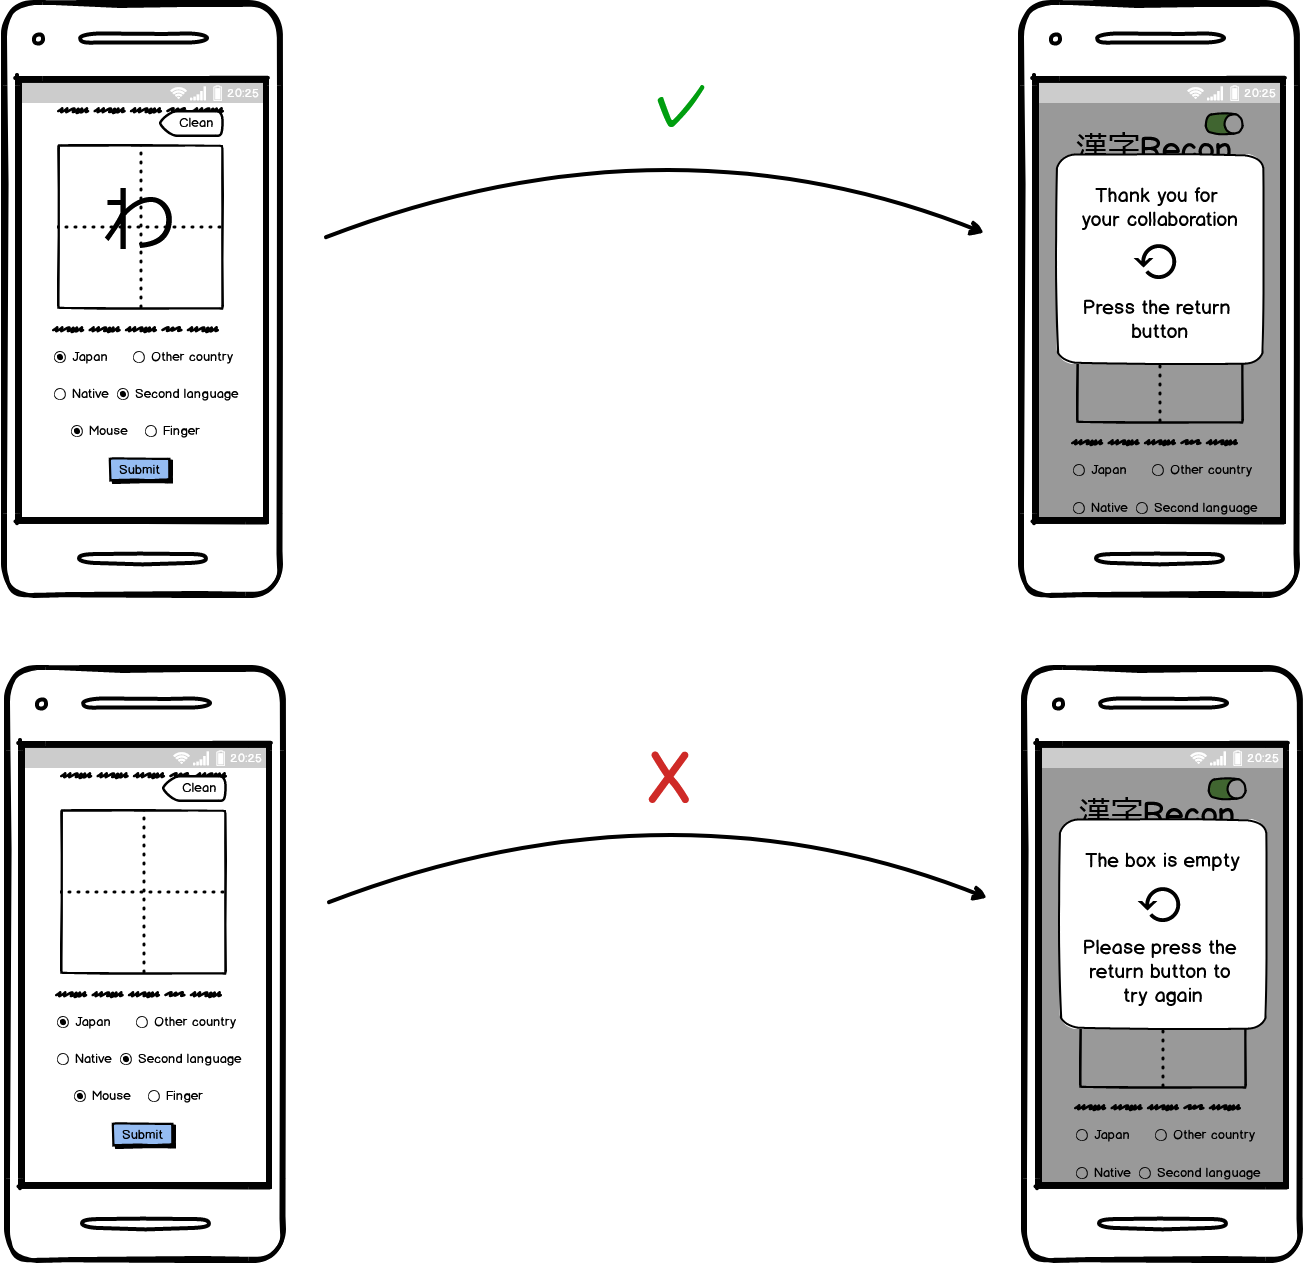 20:25
Clean
わ
Japan Other country
Native Second language
Mouse Finger
Submit
20:25
漢字Recon
Thank you for
your collaboration
Press the return
button
Japan Other country
Native Second language
20:25
Clean
Japan Other country
Native Second language
Mouse Finger
Submit
20:25
漢字Recon
The box is empty
Please press the
return button to
try again
Japan Other country
Native Second language